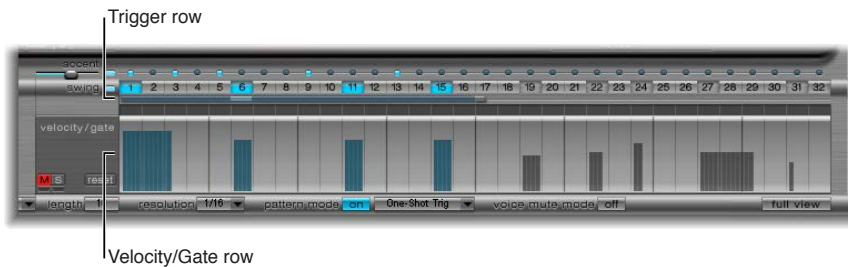 Trigger row
accent
swing 1 2 3 4 5 6 7 8 9 10 11 12 13 14 15 16 17 18 19 20 21 22 23 24 25 26 27 28 29 30 31 32
velocity/gate
M S reset
length resolution 1/16 pattern mode on One-Shot Trig voice mute mode off full view
Velocity/Gate row